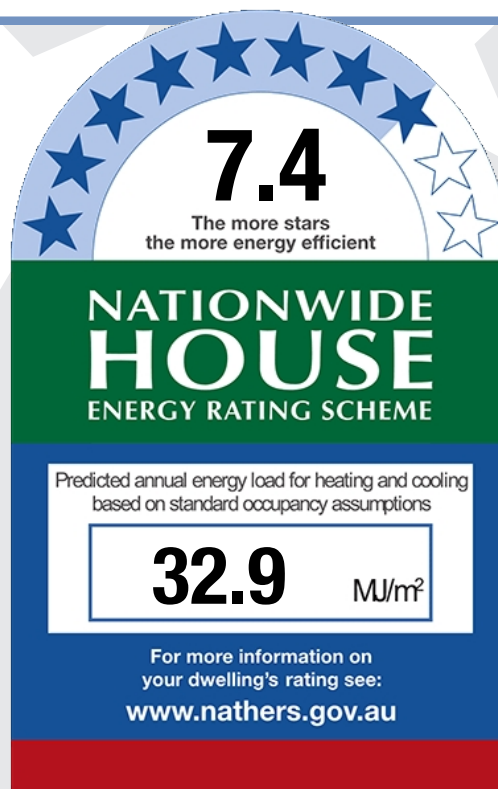 7.4
The more stars
the more energy efficient
NATIONWIDE
HOUSE
ENERGY RATING SCHEME
Predicted annual energy load for heating and cooling
based on standard occupancy assumptions
32.9 MJ/m²
For more information on
your dwelling's rating see:
www.nathers.gov.au